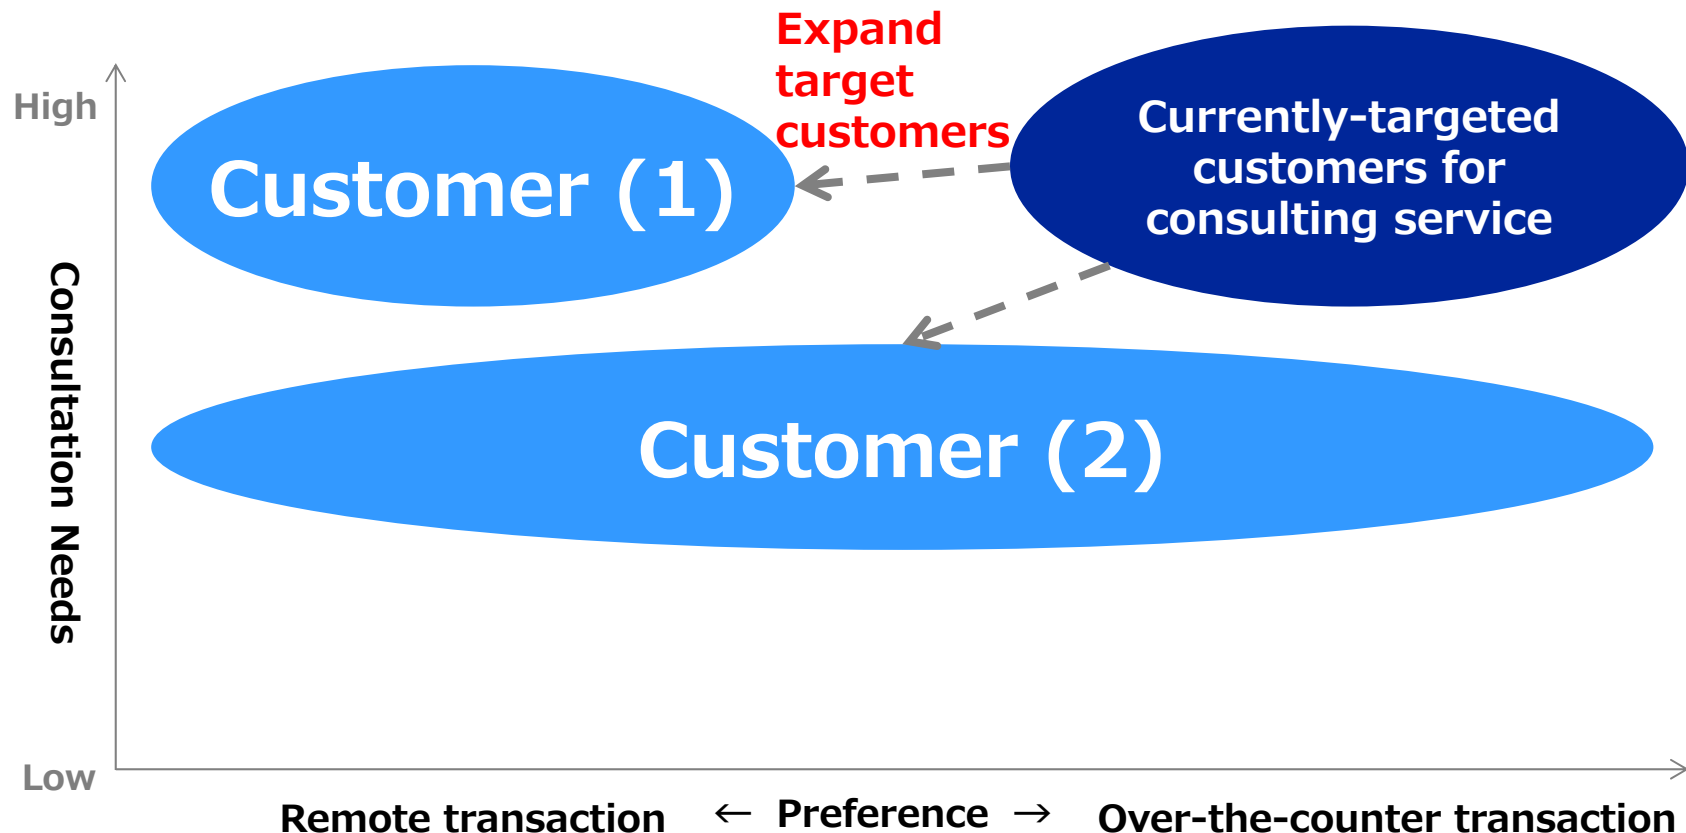 Expand
target
customers
High
Customer (1)
Currently-targeted
customers for
consulting service
Consultation Needs
Customer (2)
Low
Remote transaction ← Preference → Over-the-counter transaction